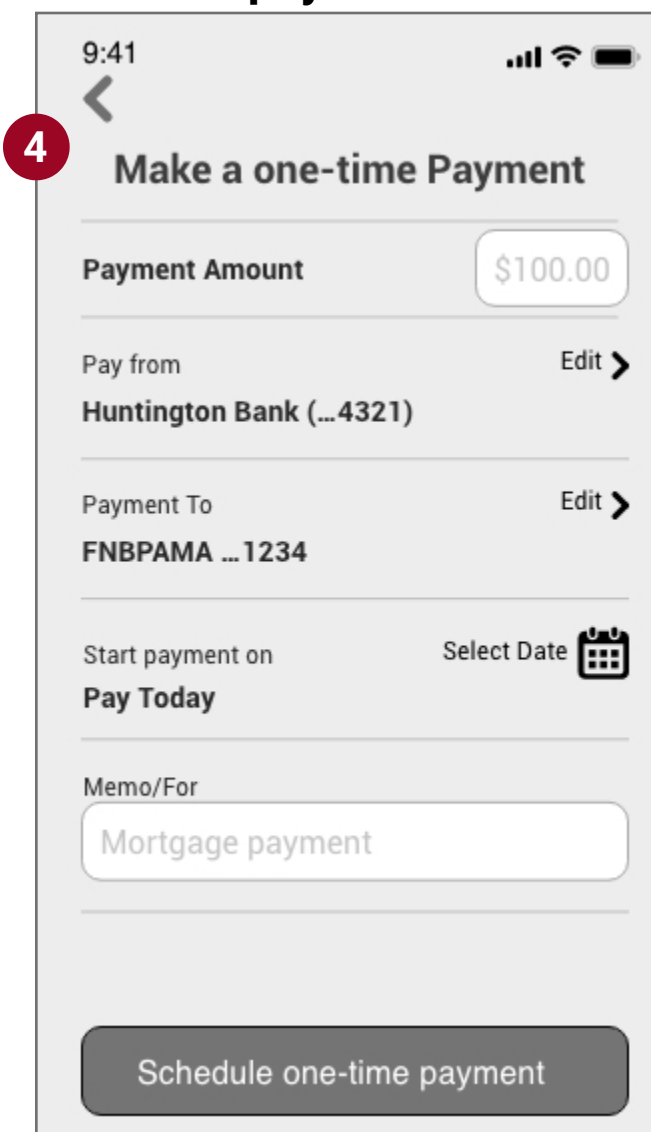 9:41
4
Make a one-time Payment
Payment Amount
$100.00
Pay from
Edit
Huntington Bank (…4321)
Payment To
Edit
FNBPAMA …1234
Start payment on
Select Date
Pay Today
Memo/For
Mortgage payment
Schedule one-time payment